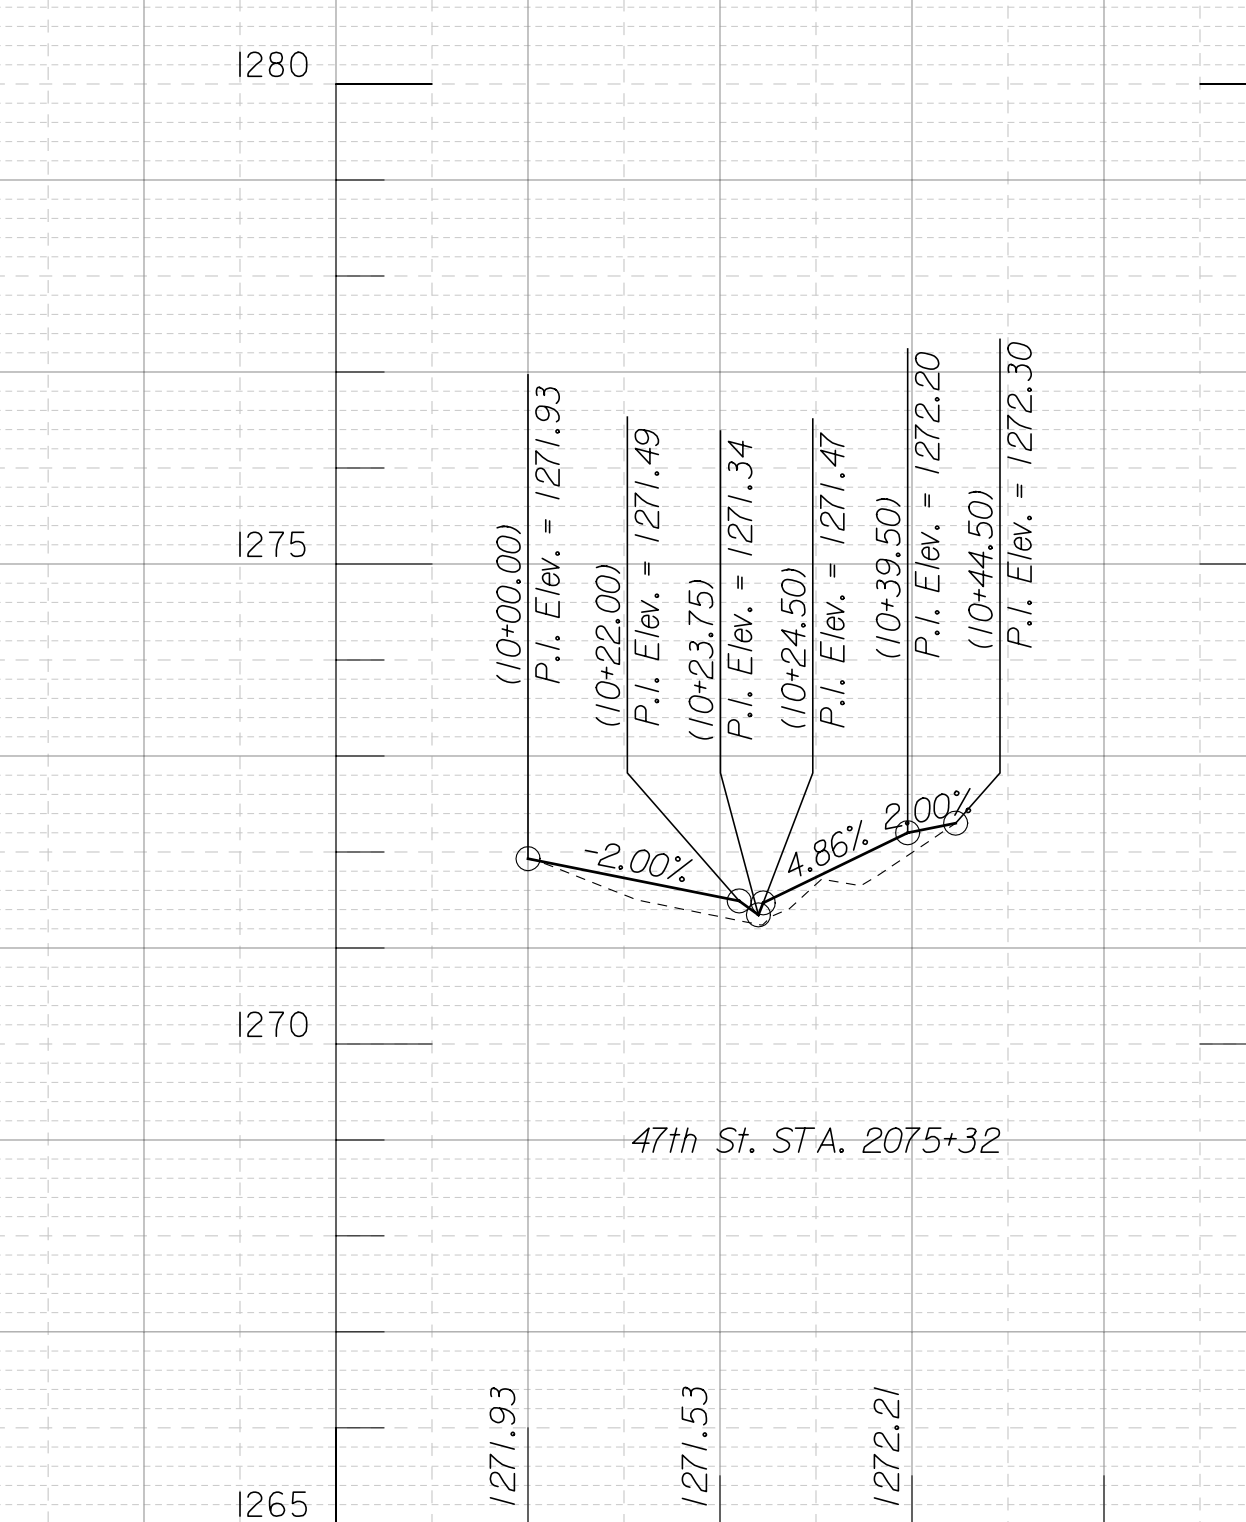 1280
(10+00.00)
P.I. Elev. = 1271.93
(10+22.00)
P.I. Elev. = 1271.49
(10+23.75)
P.I. Elev. = 1271.34
(10+24.50)
P.I. Elev. = 1271.47
(10+39.50)
P.I. Elev. = 1272.20
(10+44.50)
P.I. Elev. = 1272.30
1275
-2.00%
4.86%
2.00%
1270
47th St. STA. 2075+32
1271.93
1271.53
1272.21
1265